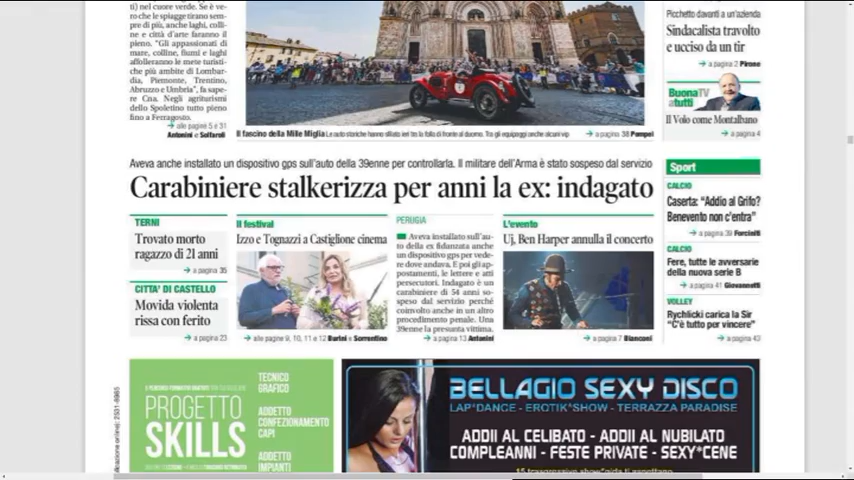 ti) nel cuore verde. Se è ve-
ro che le spiagge tirano sem-
pre di più, anche laghi, colli-
ne e città d'arte faranno il
pieno. "Gli appassionati di
mare, colline, fiumi e laghi
affolleranno le mete turisti-
che più ambite di Lombar-
dia, Piemonte, Trentino,
Abruzzo e Umbria", fa sape-
re Cna. Negli agriturismi
dello Spoletino tutto pieno
fino a Ferragosto.
alle pagine 5 e 31
Antonini e Solfaroli
Il fascino della Mille Miglia Le auto storiche hanno sfilato ieri tra la folla di fronte al duomo. Tra gli equipaggi anche alcuni vip
a pagina 38 Pompei
Picchetto davanti a un'azienda
Sindacalista travolto
e ucciso da un tir
a pagina 2 Pirone
BuonaTV
a tutti
Il Volo come Montalbano
a pagina 4
Aveva anche installato un dispositivo gps sull'auto della 39enne per controllarla. Il militare dell'Arma è stato sospeso dal servizio
Carabiniere stalkerizza per anni la ex: indagato
TERNI
Trovato morto
ragazzo di 21 anni
a pagina 35
CITTA' DI CASTELLO
Movida violenta
rissa con ferito
a pagina 23
Il festival
Izzo e Tognazzi a Castiglione cinema
alle pagine 9, 10, 11 e 12 Burini e Sorrentino
PERUGIA
Aveva installato sull'au-
to della ex fidanzata anche
un dispositivo gps per vede-
re dove andava. E poi gli ap-
postamenti, le lettere e atti
persecutori. Indagato è un
carabiniere di 54 anni so-
speso dal servizio perché
coinvolto anche in un altro
procedimento penale. Una
39enne la presunta vittima.
a pagina 13 Antonini
L'evento
Uj, Ben Harper annulla il concerto
a pagina 7 Bianconi
Sport
CALCIO
Caserta: "Addio al Grifo?
Benevento non c'entra"
a pagina 39 Forciniti
CALCIO
Fere, tutte le avversarie
della nuova serie B
a pagina 41 Giovannetti
VOLLEY
Rychlicki carica la Sir
"C'è tutto per vincere"
a pagina 43
PROGETTO
SKILLS
TECNICO
GRAFICO
ADDETTO
CONFEZIONAMENTO
CAPI
ADDETTO
IMPIANTI
BELLAGIO SEXY DISCO
LAP*DANCE - EROTIK*SHOW - TERRAZZA PARADISE
ADDII AL CELIBATO - ADDII AL NUBILATO
COMPLEANNI - FESTE PRIVATE - SEXY*CENE